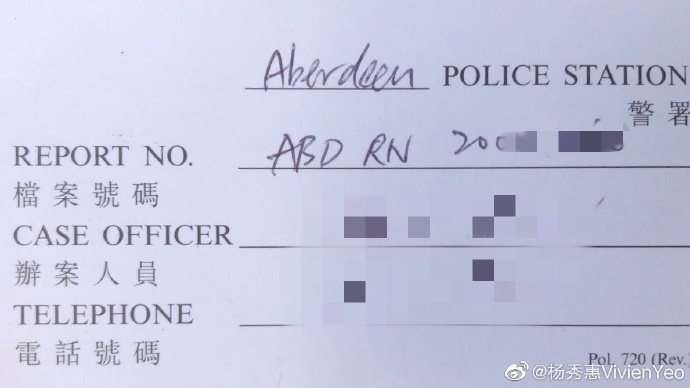 Aberdeen POLICE STATION
警署
REPORT NO. ABD RN 20
檔案號碼
CASE OFFICER
辦案人員
TELEPHONE
電話號碼
Pol. 720 (Rev.)
@杨秀惠VivienYeo